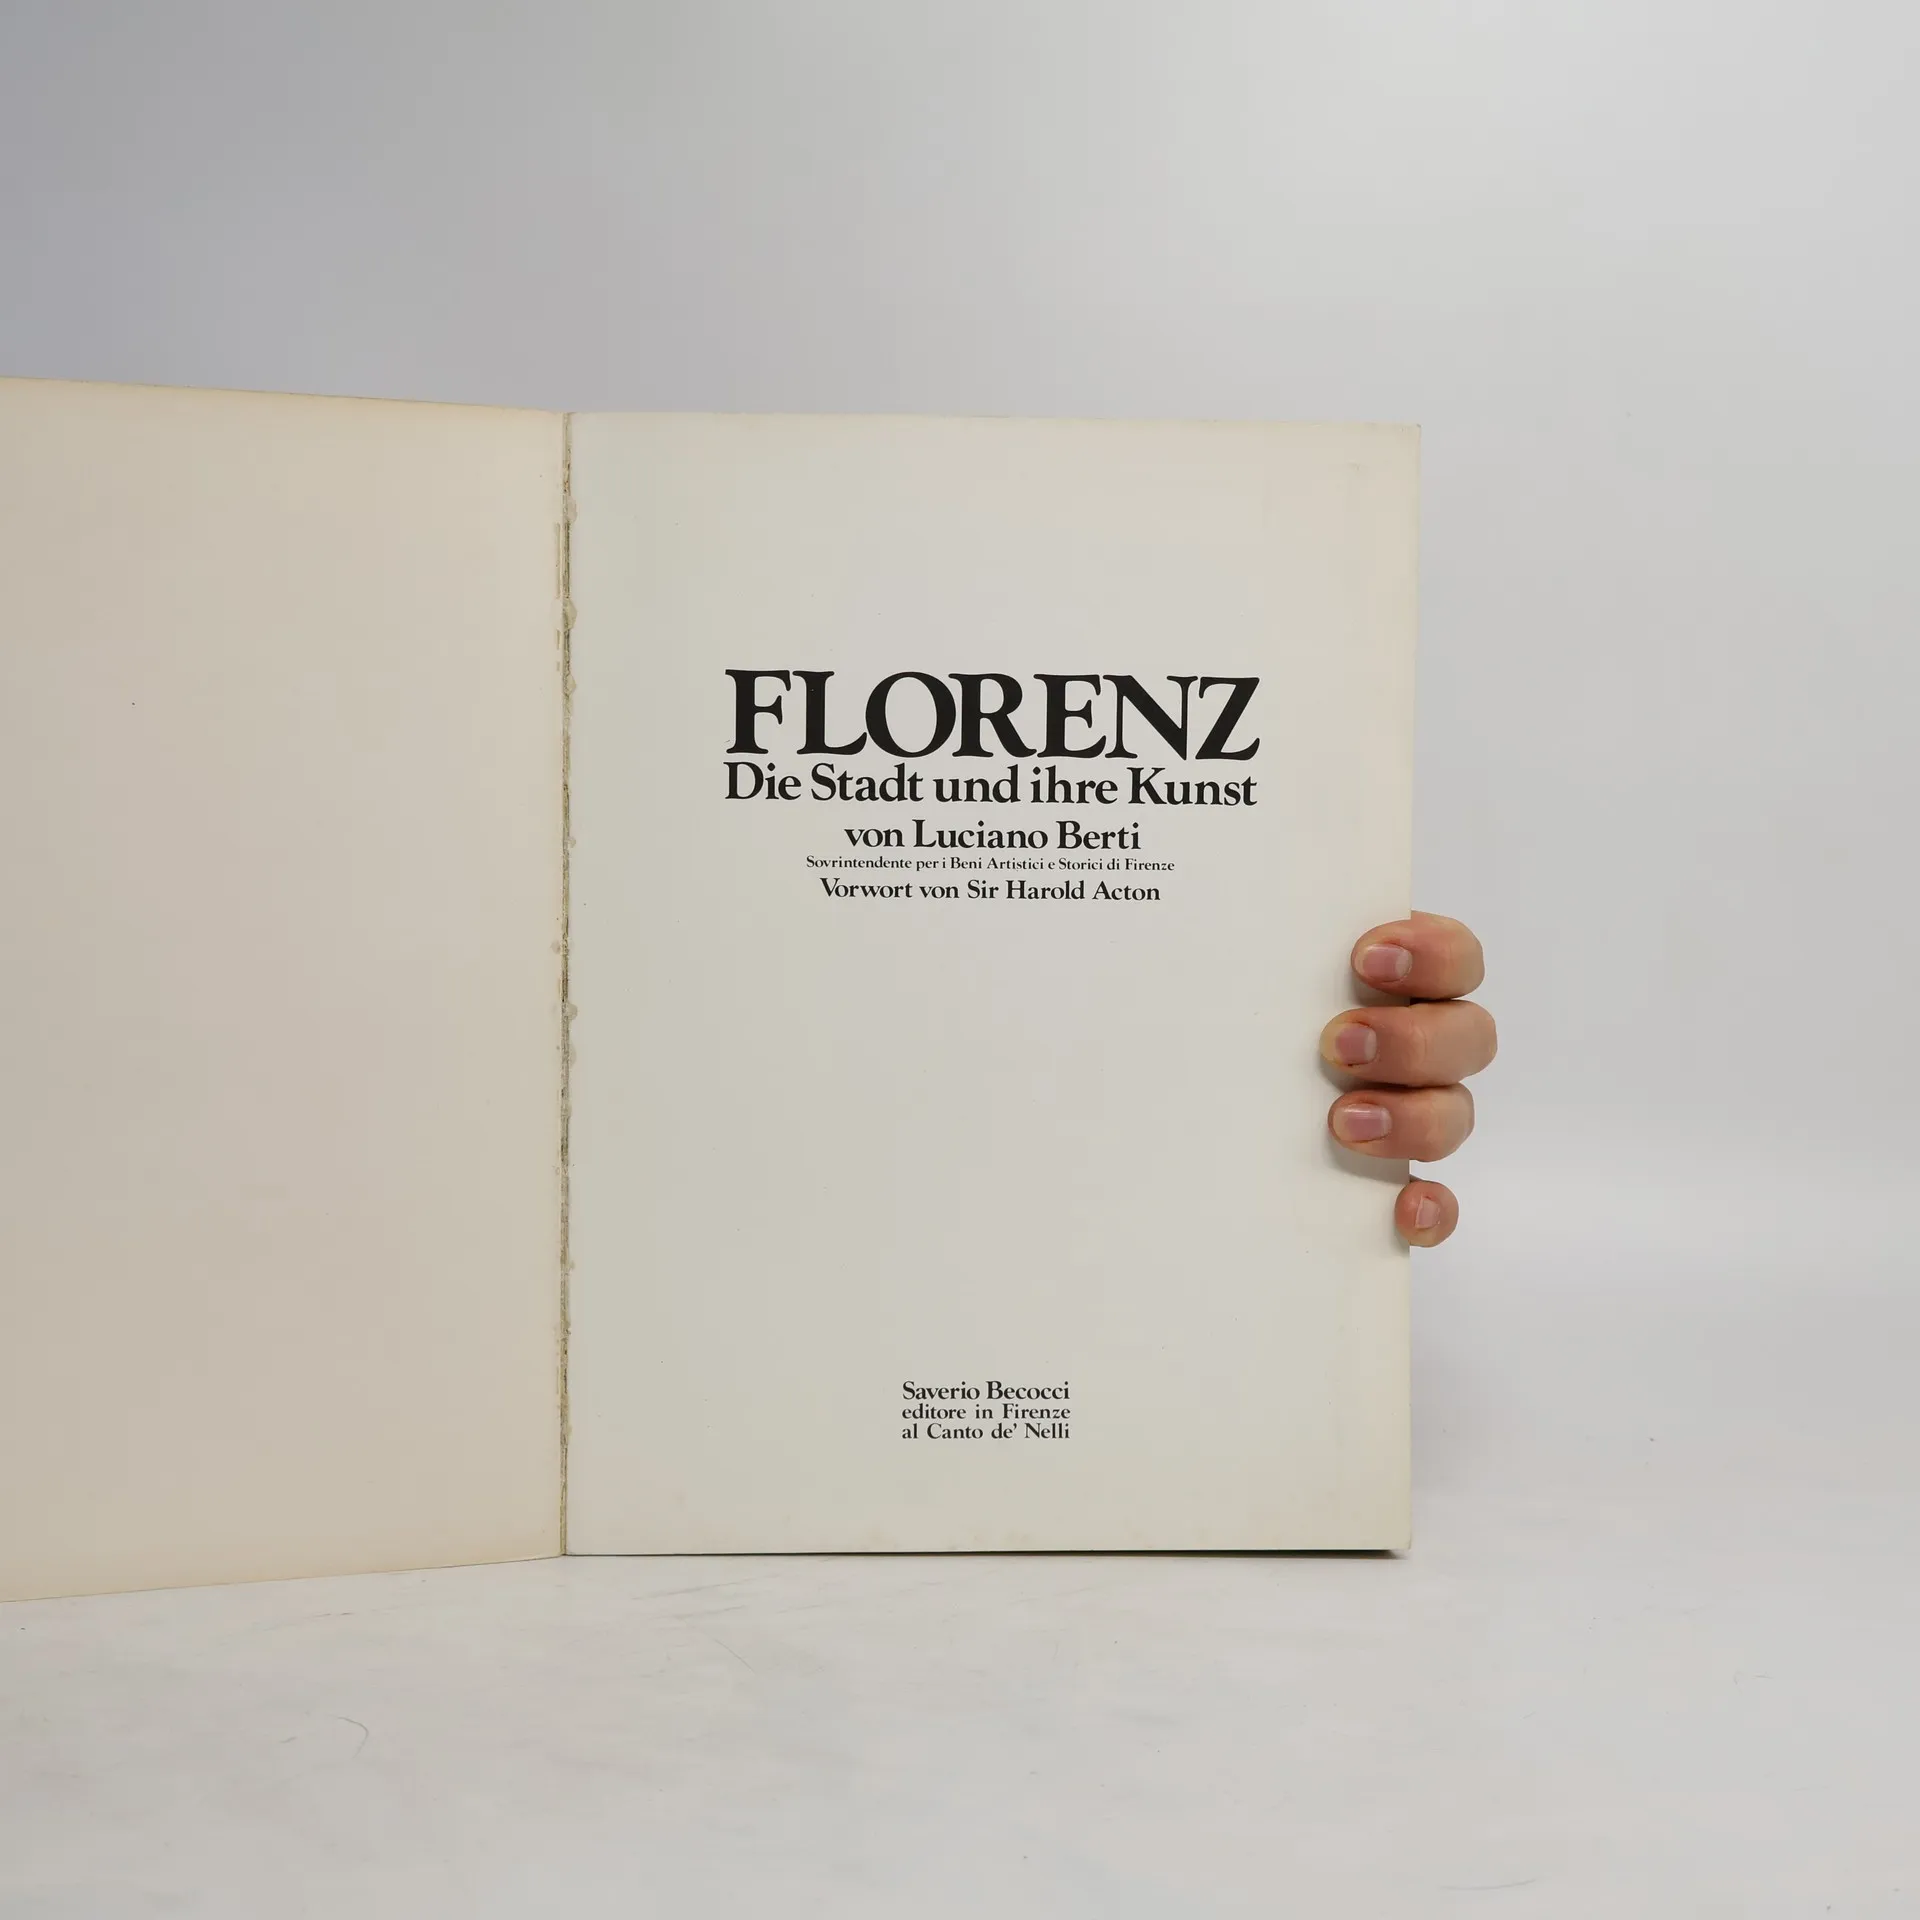 FLORENZ
Die Stadt und ihre Kunst
von Luciano Berti
Sovrintendente per i Beni Artistici e Storici di Firenze
Vorwort von Sir Harold Acton
Saverio Becocci
editore in Firenze
al Canto de' Nelli